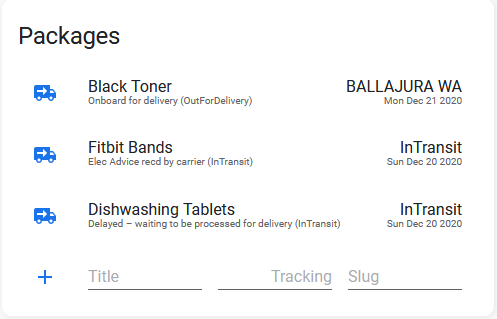 Packages
Black Toner
BALLAJURA WA
Onboard for delivery (OutForDelivery)
Mon Dec 21 2020
Fitbit Bands
InTransit
Elec Advice recd by carrier (InTransit)
Sun Dec 20 2020
Dishwashing Tablets
InTransit
Delayed – waiting to be processed for delivery (InTransit)
Sun Dec 20 2020
+
Title
Tracking
Slug